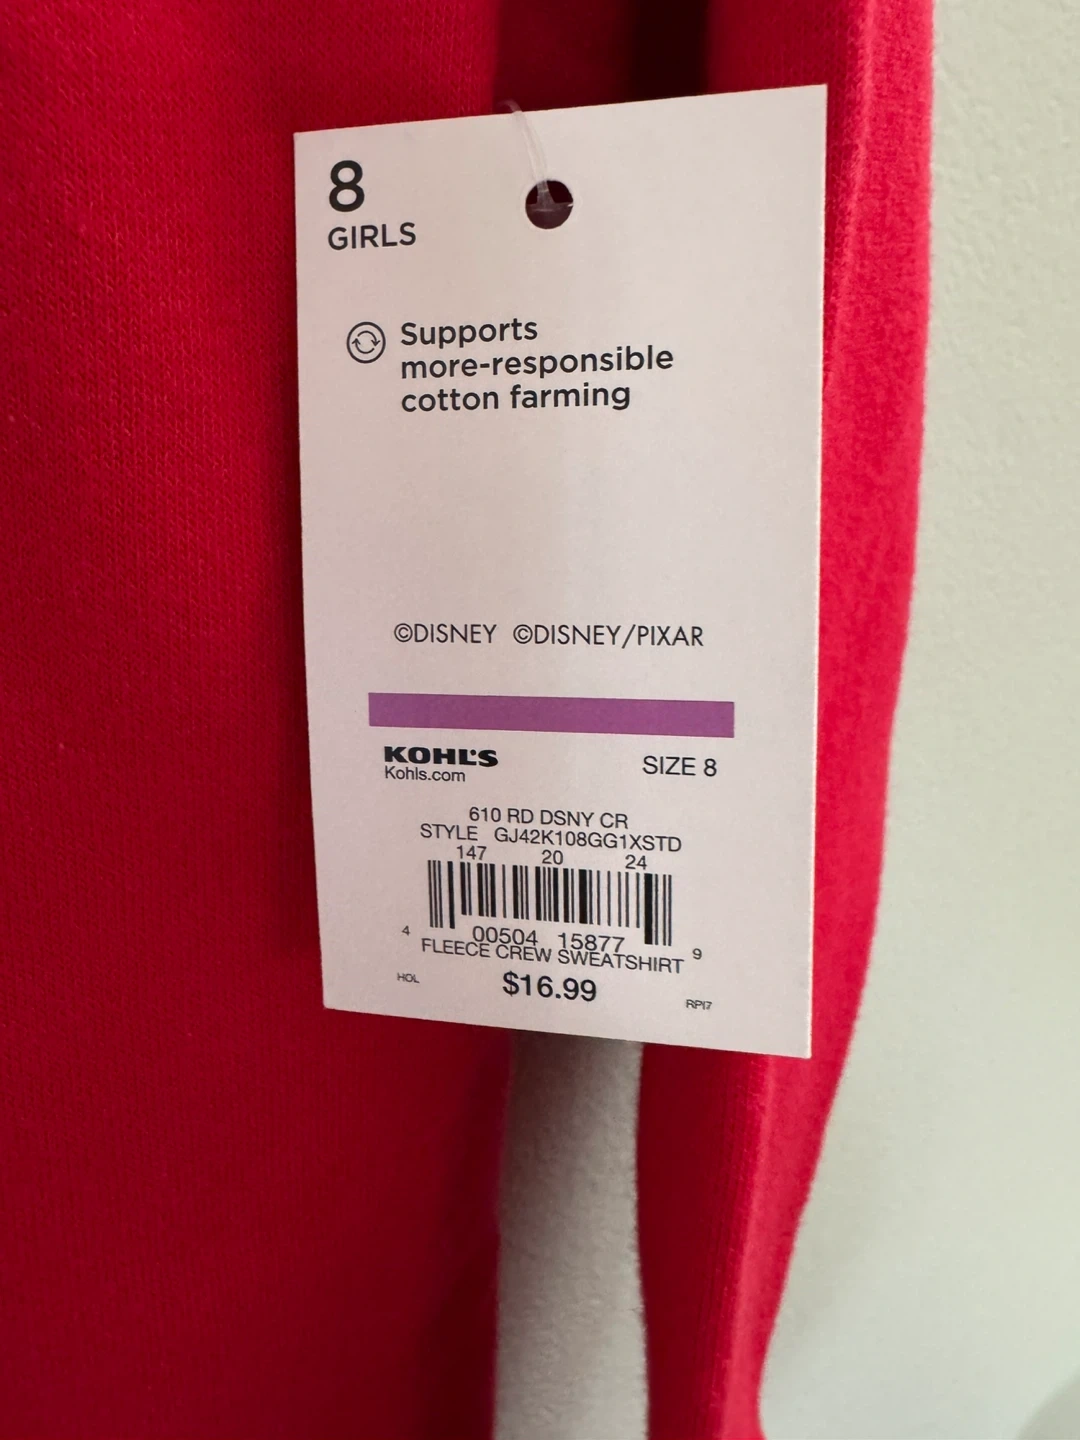 8
GIRLS
Supports
more-responsible
cotton farming
©DISNEY ©DISNEY/PIXAR
KOHL'S
Kohls.com
SIZE 8
610 RD DSNY CR
STYLE GJ42K108GG1XSTD
147 20 24
4 00504 15877 9
FLEECE CREW SWEATSHIRT
HOL
$16.99
RPI7